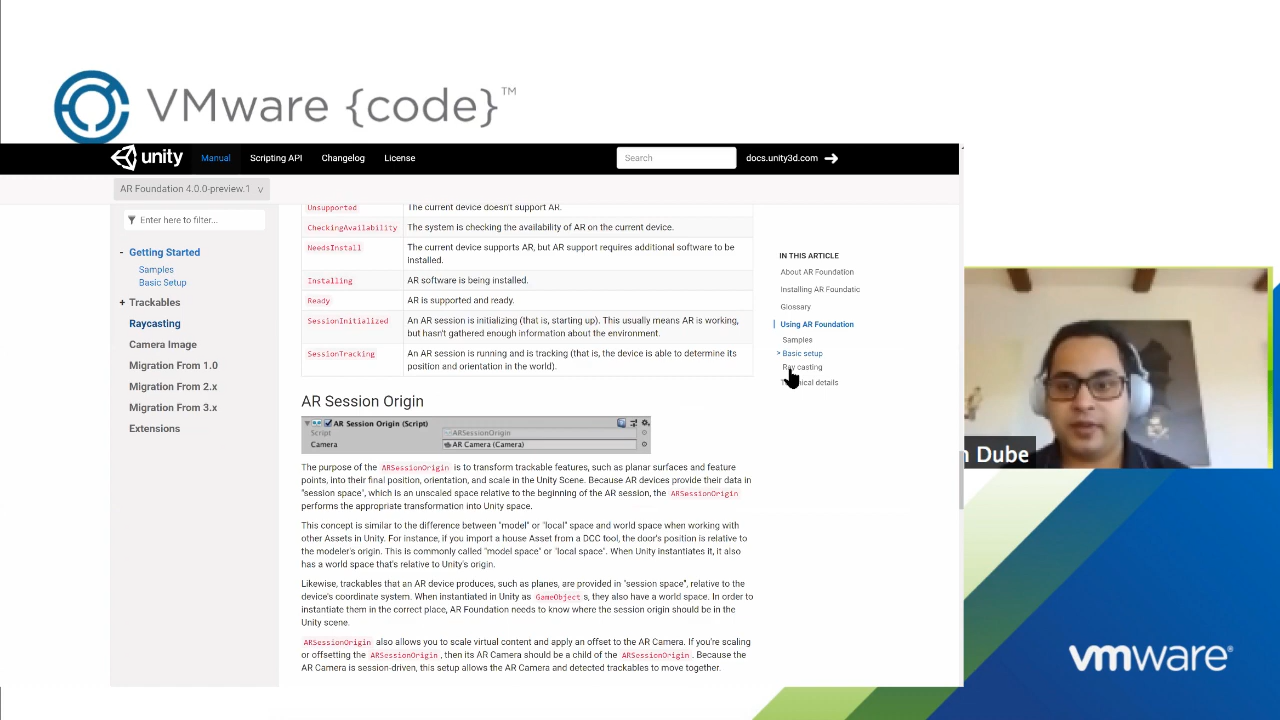 VMware {code}™
unity
Manual
Scripting API
Changelog
License
Search
docs.unity3d.com
AR Foundation 4.0.0-preview.1
Enter here to filter...
- Getting Started
Samples
Basic Setup
+ Trackables
Raycasting
Camera Image
Migration From 1.0
Migration From 2.x
Migration From 3.x
Extensions
Unsupported The current device doesn't support AR.
CheckingAvailability The system is checking the availability of AR on the current device.
NeedsInstall The current device supports AR, but AR support requires additional software to be
installed.
Installing AR software is being installed.
Ready AR is supported and ready.
SessionInitialized An AR session is initializing (that is, starting up). This usually means AR is working,
but hasn't gathered enough information about the environment.
SessionTracking An AR session is running and is tracking (that is, the device is able to determine its
position and orientation in the world).
AR Session Origin
AR Session Origin (Script)
Script ARSessionOrigin
Camera AR Camera (Camera)
The purpose of the ARSessionOrigin is to transform trackable features, such as planar surfaces and feature
points, into their final position, orientation, and scale in the Unity Scene. Because AR devices provide their data in
"session space", which is an unscaled space relative to the beginning of the AR session, the ARSessionOrigin
performs the appropriate transformation into Unity space.
This concept is similar to the difference between "model" or "local" space and world space when working with
other Assets in Unity. For instance, if you import a house Asset from a DCC tool, the door's position is relative to
the modeler's origin. This is commonly called "model space" or "local space". When Unity instantiates it, it also
has a world space that's relative to Unity's origin.
Likewise, trackables that an AR device produces, such as planes, are provided in "session space", relative to the
device's coordinate system. When instantiated in Unity as GameObject s, they also have a world space. In order to
instantiate them in the correct place, AR Foundation needs to know where the session origin should be in the
Unity scene.
ARSessionOrigin also allows you to scale virtual content and apply an offset to the AR Camera. If you're scaling
or offsetting the ARSessionOrigin, then its AR Camera should be a child of the ARSessionOrigin. Because the
AR Camera is session-driven, this setup allows the AR Camera and detected trackables to move together.
IN THIS ARTICLE
About AR Foundation
Installing AR Foundatic
Glossary
Using AR Foundation
Samples
> Basic setup
Ray casting
details
Dube
vmware®